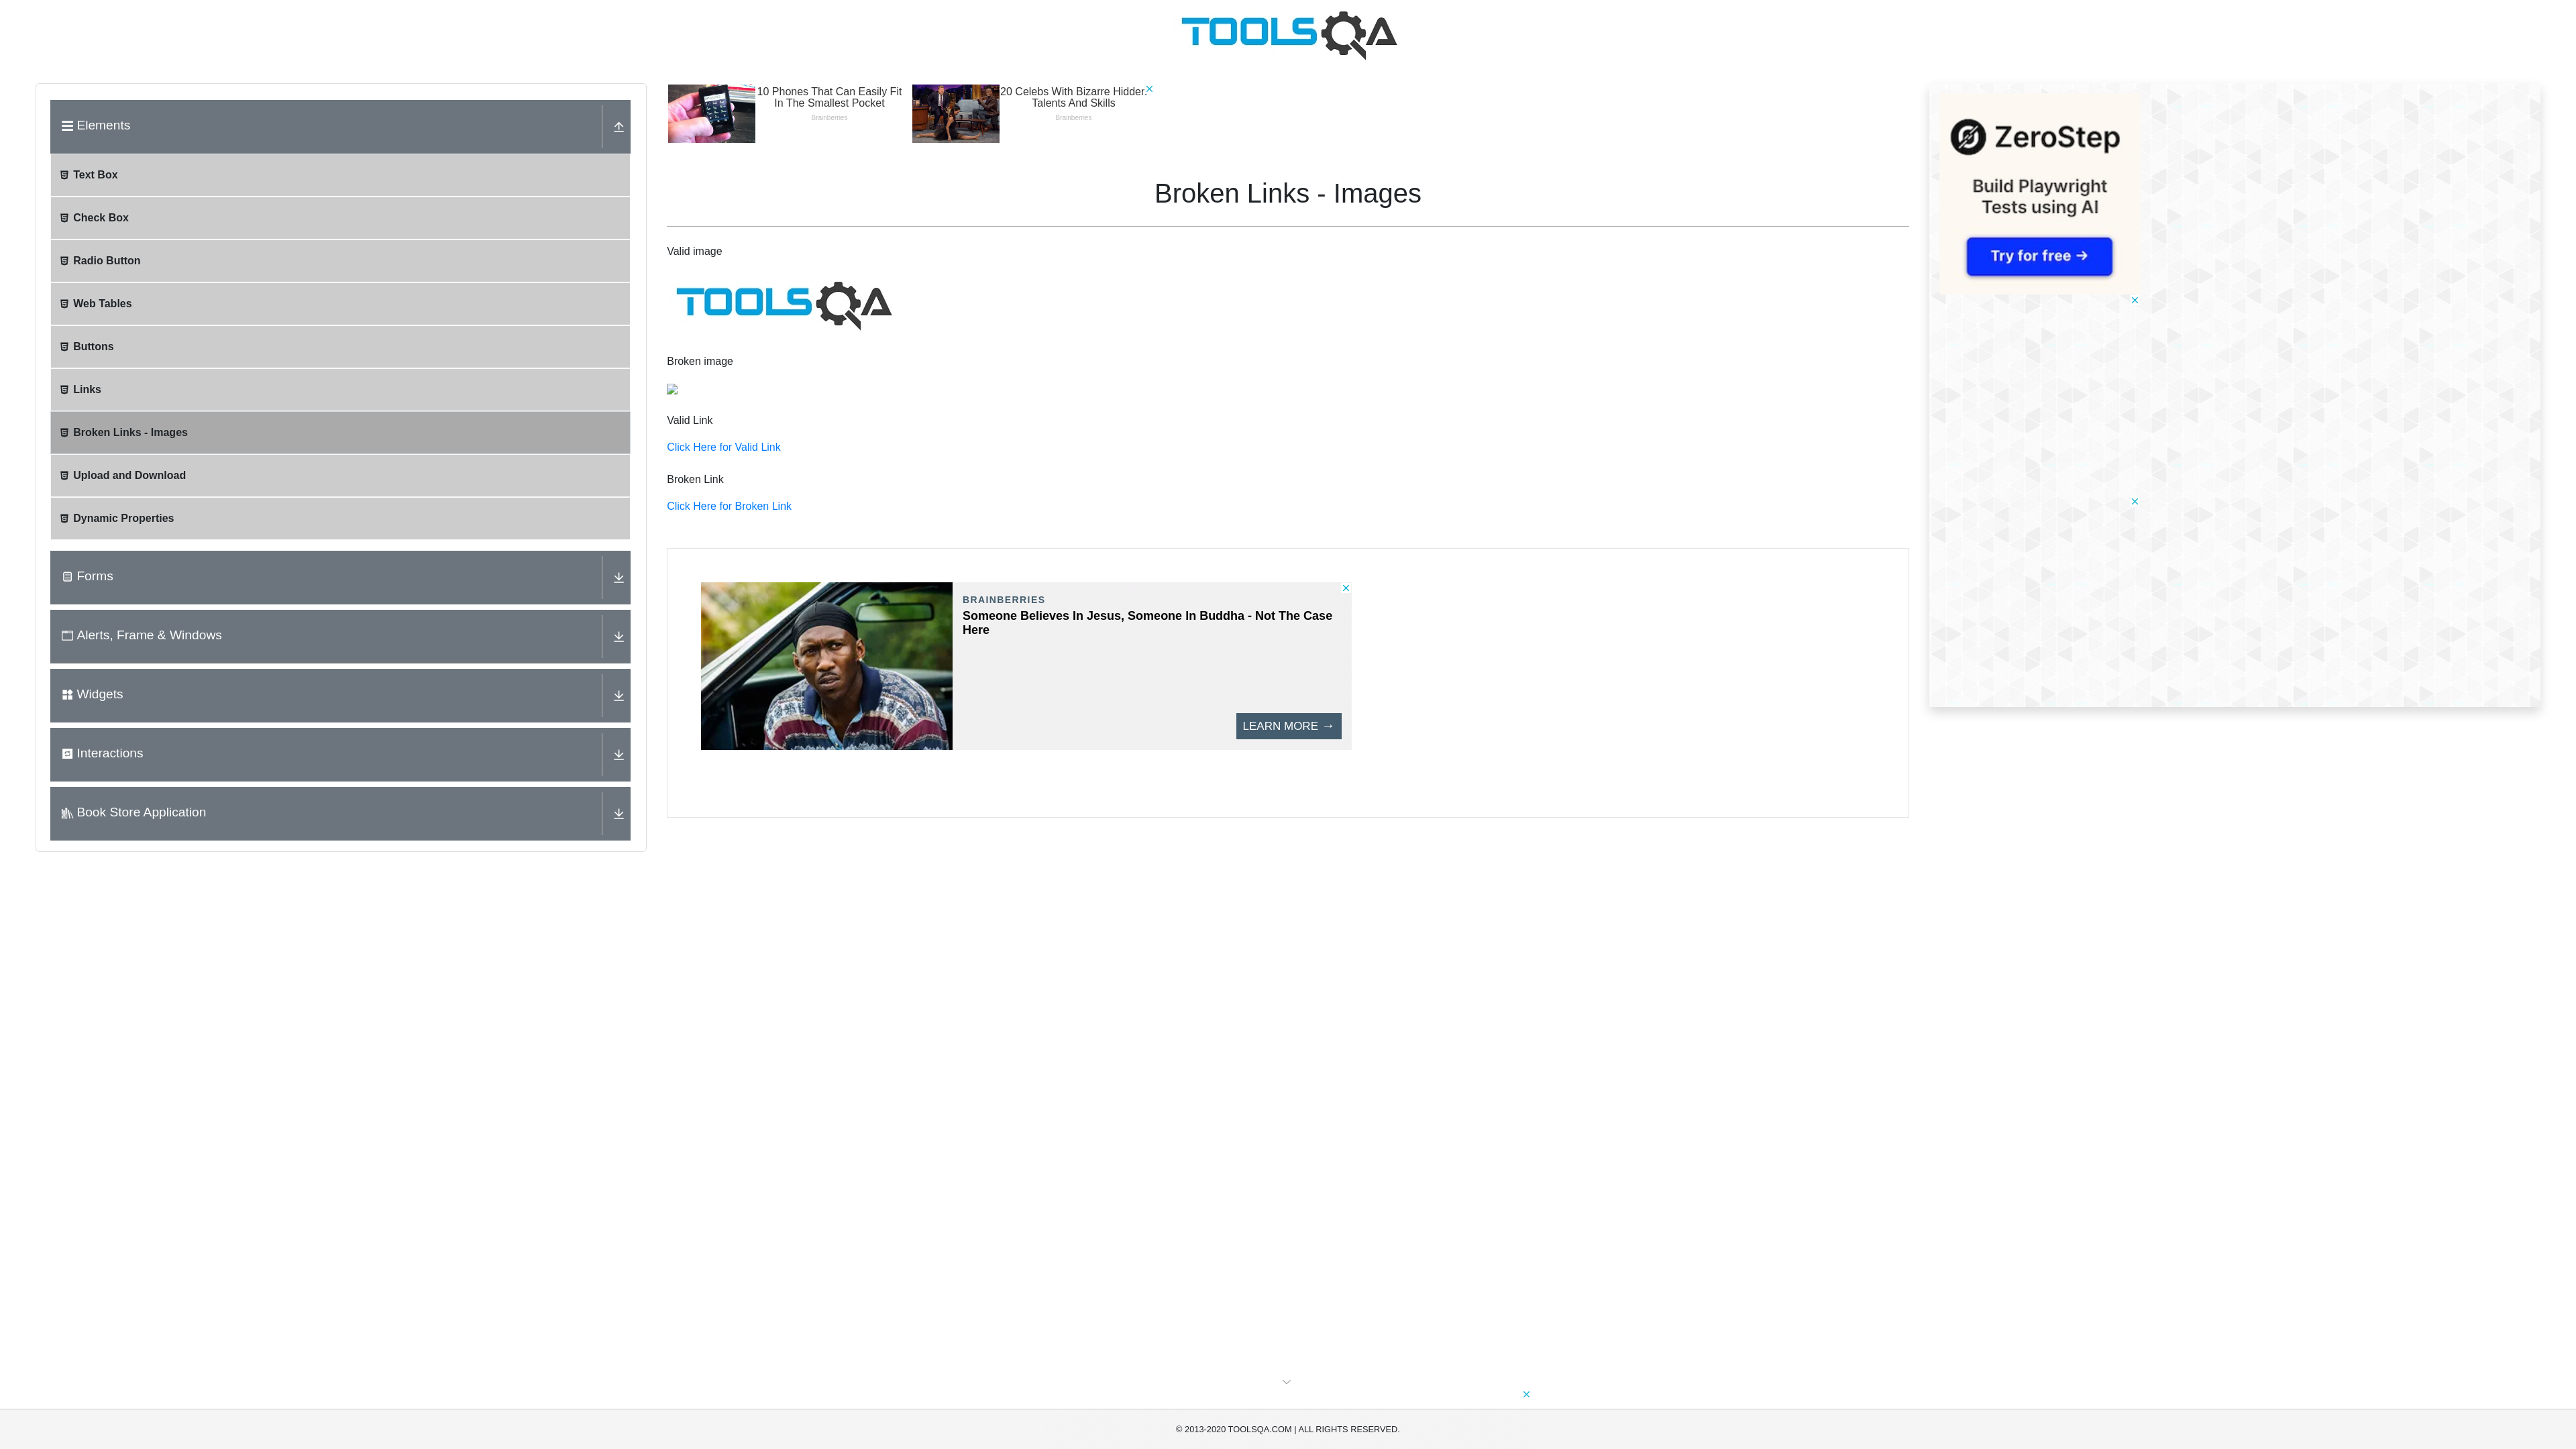 TOOLSQA
Elements
Text Box
Check Box
Radio Button
Web Tables
Buttons
Links
Broken Links - Images
Upload and Download
Dynamic Properties
Forms
Alerts, Frame & Windows
Widgets
Interactions
Book Store Application
10 Phones That Can Easily Fit
In The Smallest Pocket
Brainberries
20 Celebs With Bizarre Hidden
Talents And Skills
Brainberries
Broken Links - Images
Valid image
TOOLSQA
Broken image
Valid Link
Click Here for Valid Link
Broken Link
Click Here for Broken Link
BRAINBERRIES
Someone Believes In Jesus, Someone In Buddha - Not The Case
Here
LEARN MORE →
ZeroStep
Build Playwright
Tests using AI
Try for free →
© 2013-2020 TOOLSQA.COM | ALL RIGHTS RESERVED.